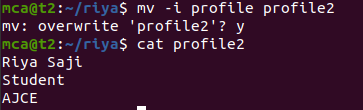 mca@t2:~/riya$ mv -i profile profile2
mv: overwrite 'profile2'? y
mca@t2:~/riya$ cat profile2
Riya Saji
Student
AJCE